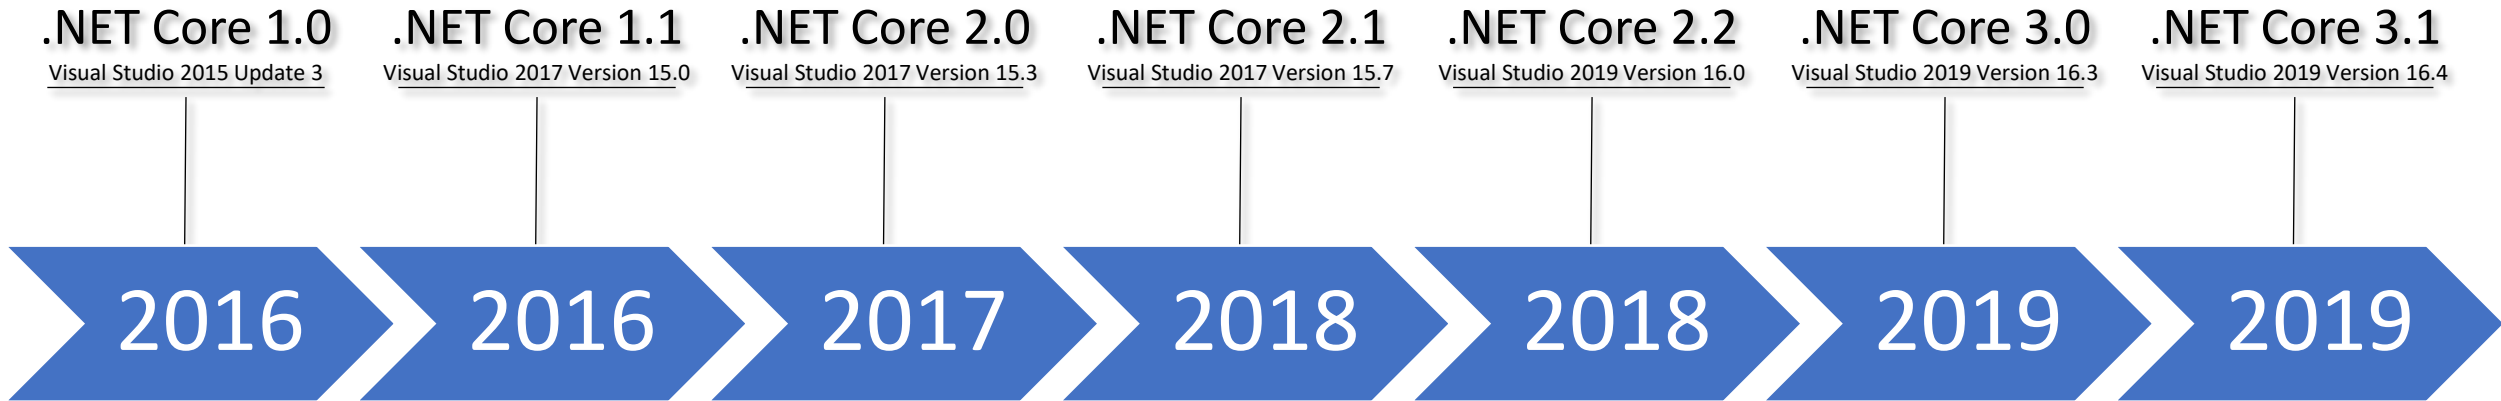 .NET Core 1.0
Visual Studio 2015 Update 3
.NET Core 1.1
Visual Studio 2017 Version 15.0
.NET Core 2.0
Visual Studio 2017 Version 15.3
.NET Core 2.1
Visual Studio 2017 Version 15.7
.NET Core 2.2
Visual Studio 2019 Version 16.0
.NET Core 3.0
Visual Studio 2019 Version 16.3
.NET Core 3.1
Visual Studio 2019 Version 16.4
2016
2016
2017
2018
2018
2019
2019